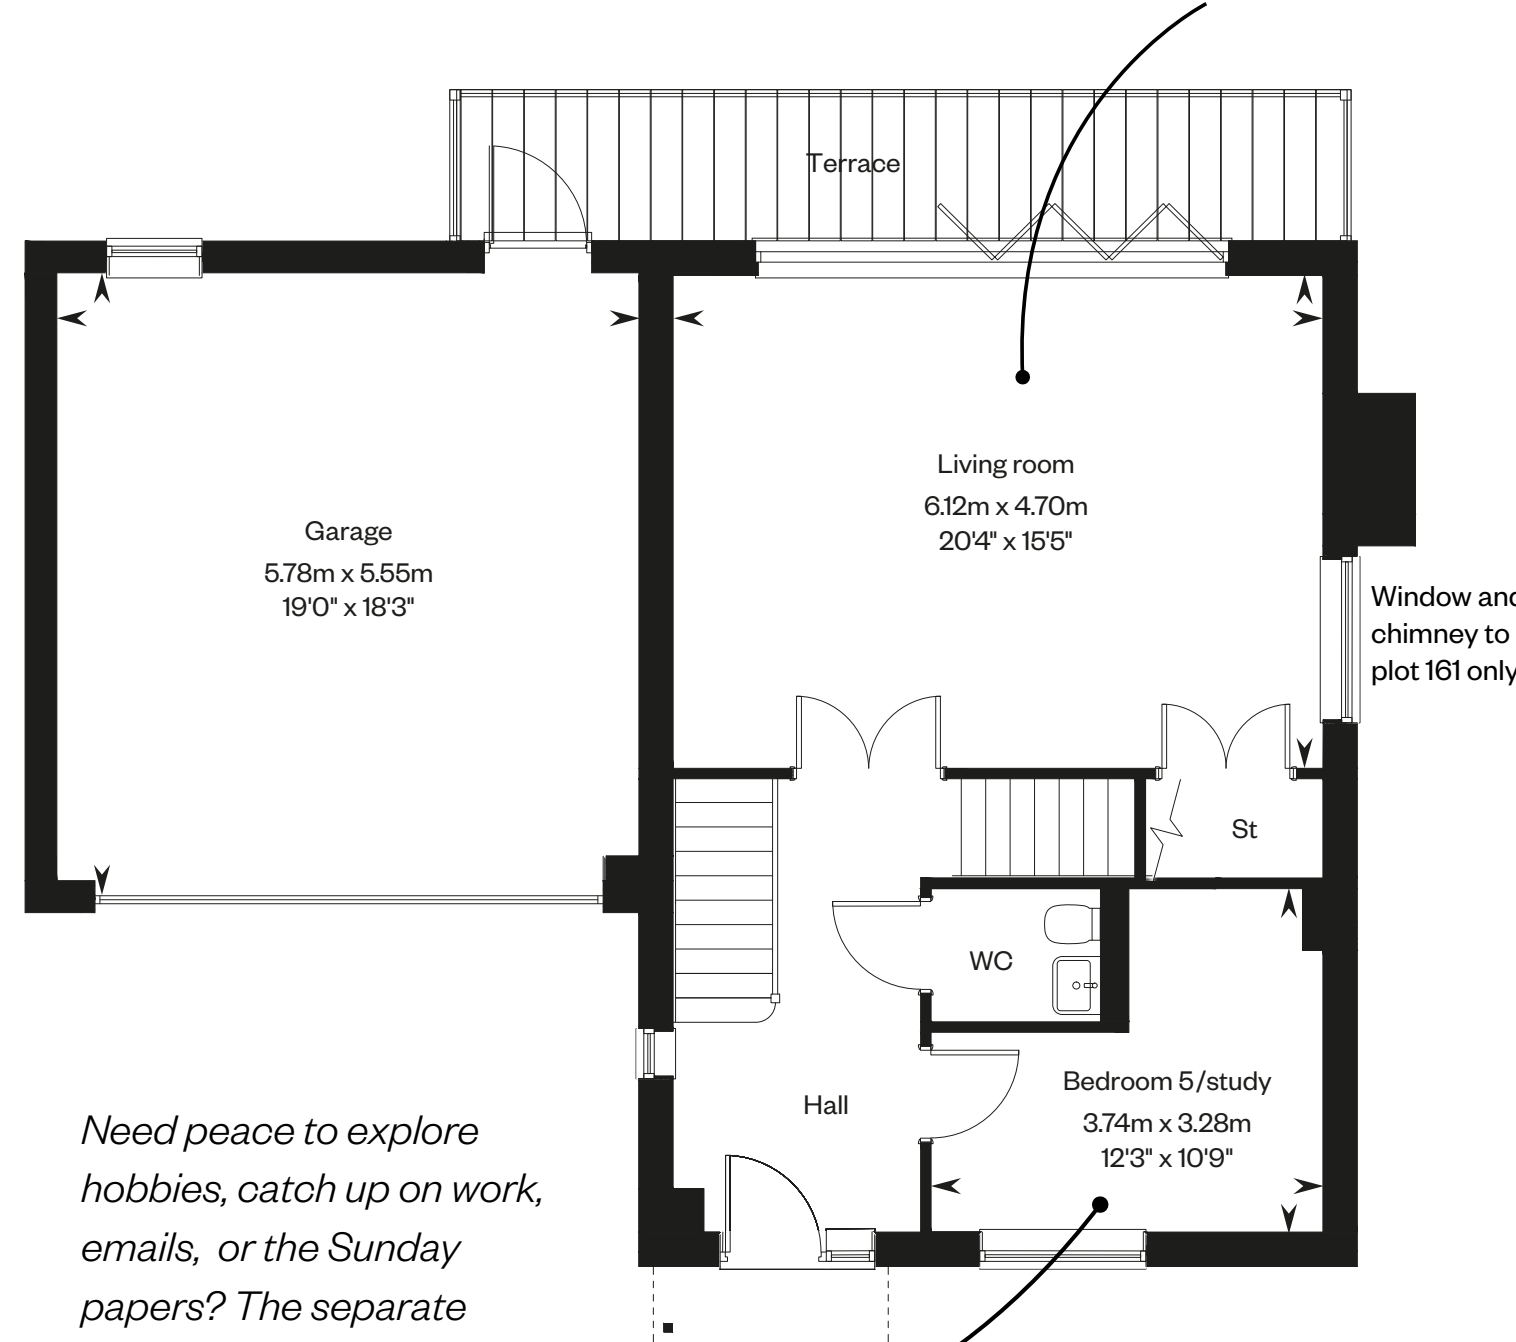 Terrace
Living room
6.12m x 4.70m
20'4" x 15'5"
Garage
5.78m x 5.55m
19'0" x 18'3"
Window and
chimney to
plot 161 only
St
WC
Bedroom 5/study
3.74m x 3.28m
12'3" x 10'9"
Hall
Need peace to explore
hobbies, catch up on work,
emails, or the Sunday
papers? The separate